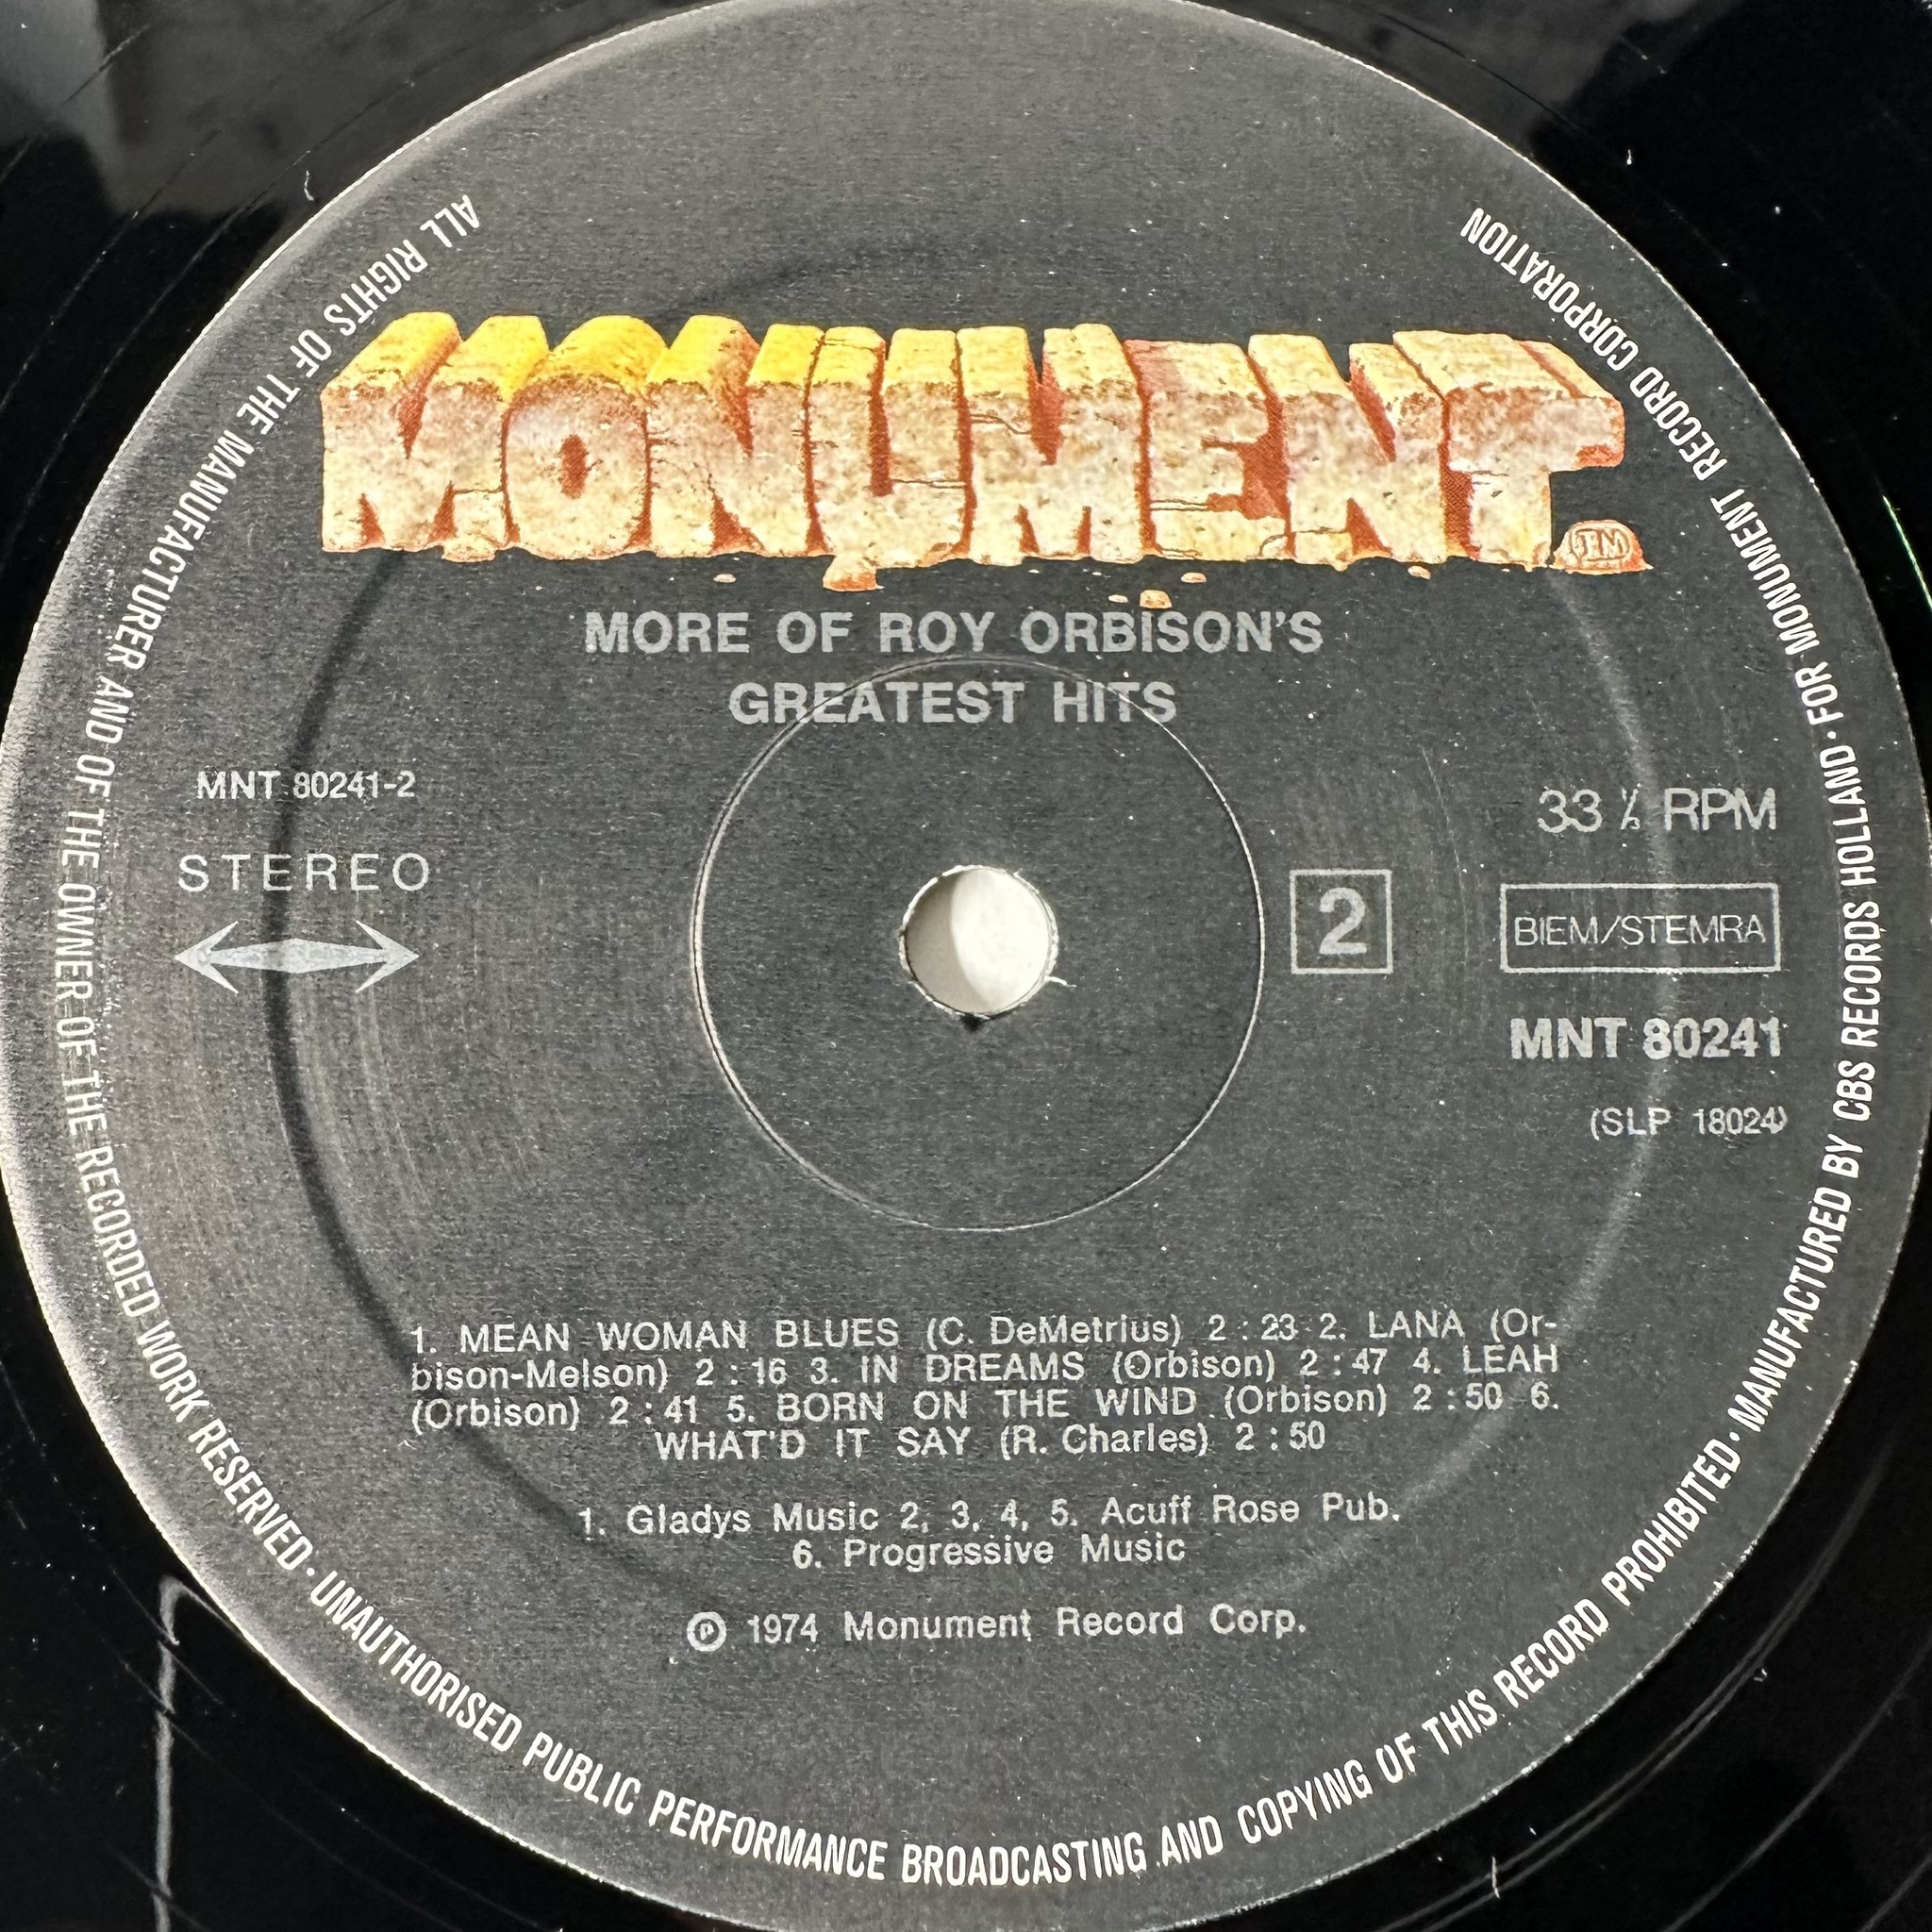 MONUMENT
TM
MORE OF ROY ORBISON'S
GREATEST HITS
MNT 80241-2
STEREO
33 ⅓ RPM
2
BIEM/STEMRA
MNT 80241
(SLP 18024)
1. MEAN WOMAN BLUES (C. DeMetrius) 2 : 23 2. LANA (Or-
bison-Melson) 2 : 16 3. IN DREAMS (Orbison) 2 : 47 4. LEAH
(Orbison) 2 : 41 5. BORN ON THE WIND (Orbison) 2 : 50 6.
WHAT'D IT SAY (R. Charles) 2 : 50
1. Gladys Music 2, 3, 4, 5. Acuff Rose Pub.
6. Progressive Music
℗ 1974 Monument Record Corp.
ALL RIGHTS OF THE MANUFACTURER AND OF THE OWNER OF THE RECORDED WORK RESERVED · UNAUTHORISED PUBLIC PERFORMANCE BROADCASTING AND COPYING OF THIS RECORD PROHIBITED · MANUFACTURED BY CBS RECORDS HOLLAND · FOR MONUMENT RECORD CORPORATION